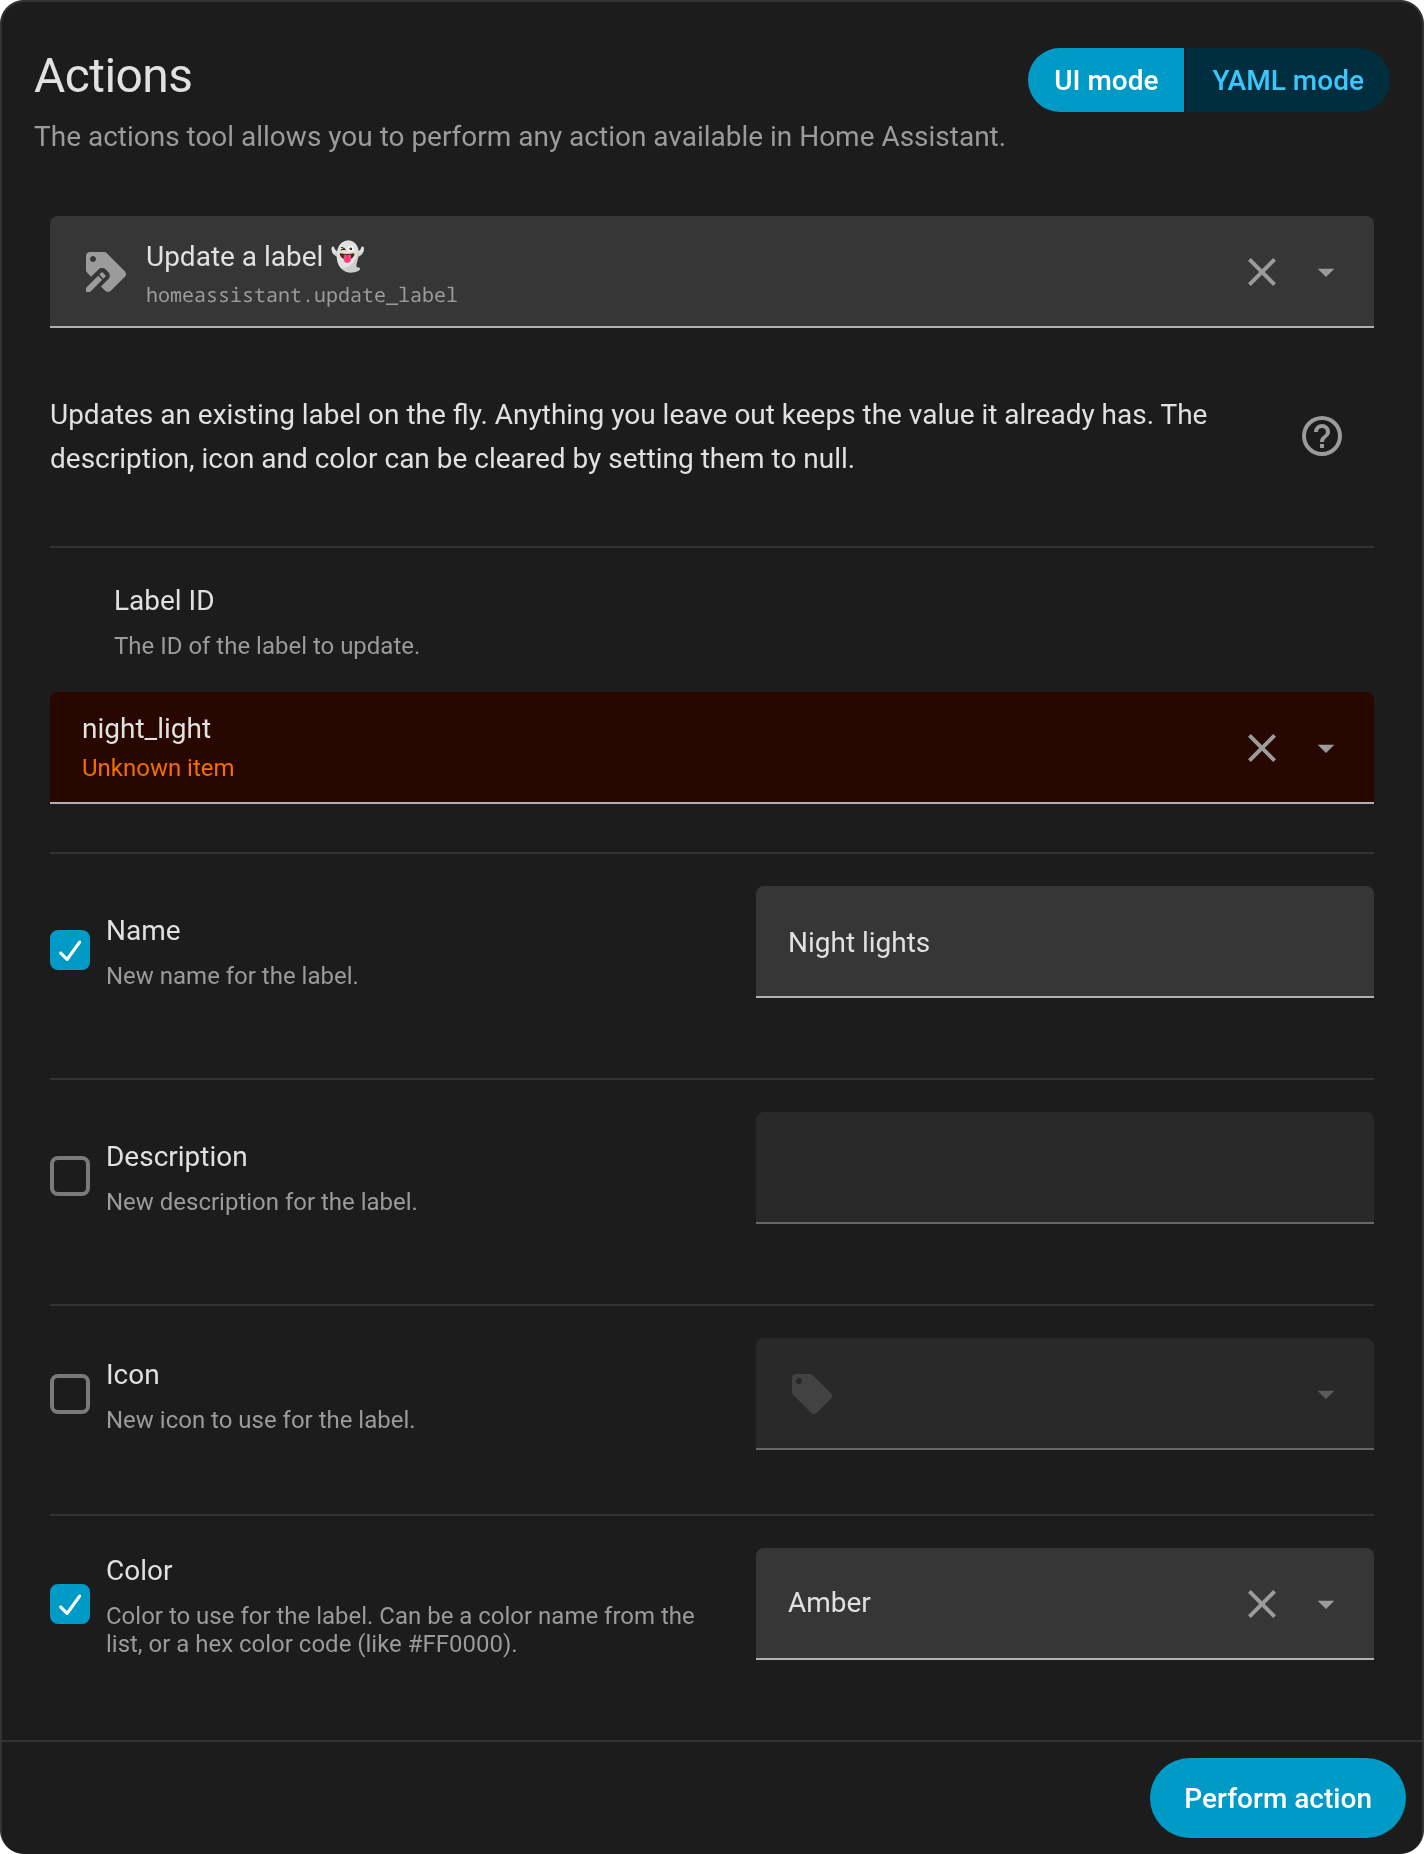 Actions
UI mode
YAML mode
The actions tool allows you to perform any action available in Home Assistant.
Update a label 👻
homeassistant.update_label
Updates an existing label on the fly. Anything you leave out keeps the value it already has. The
description, icon and color can be cleared by setting them to null.
Label ID
The ID of the label to update.
night_light
Unknown item
Name
New name for the label.
Night lights
Description
New description for the label.
Icon
New icon to use for the label.
Color
Color to use for the label. Can be a color name from the
list, or a hex color code (like #FF0000).
Amber
Perform action